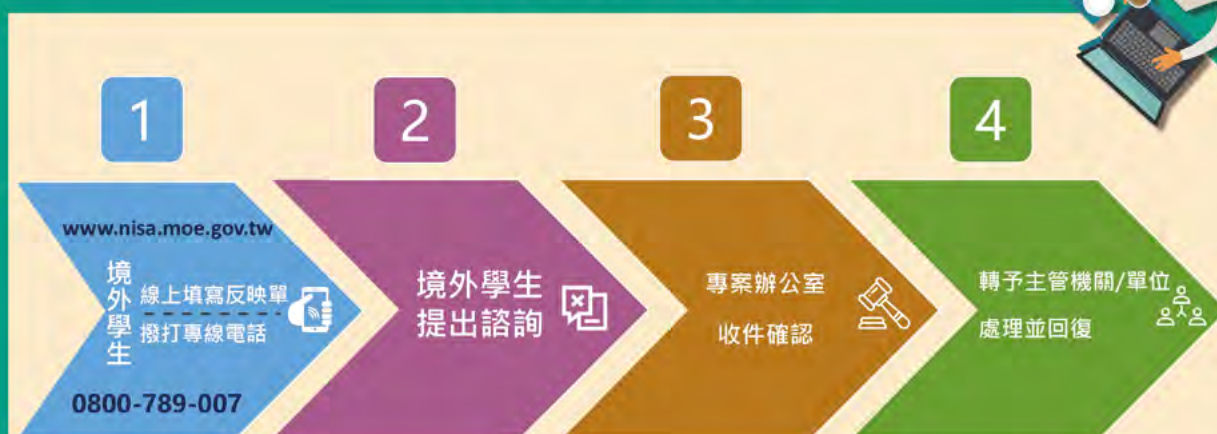 1
2
3
4
www.nisa.moe.gov.tw
境外學生
線上填寫反映單
撥打專線電話
0800-789-007
境外學生
提出諮詢
專案辦公室
收件確認
轉予主管機關/單位
處理並回復